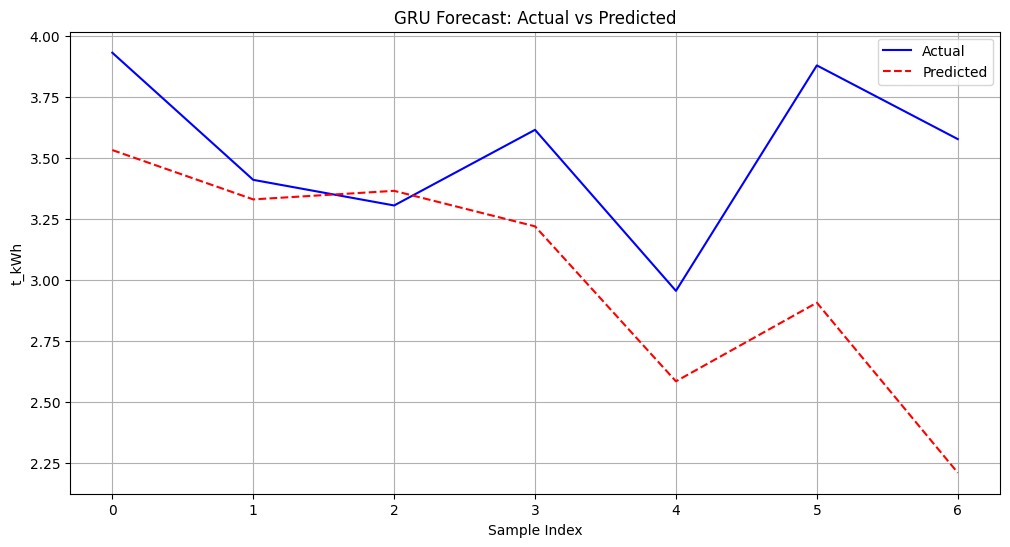 GRU Forecast: Actual vs Predicted
Actual
Predicted
4.00
3.75
3.50
3.25
3.00
2.75
2.50
2.25
t_kWh
0 1 2 3 4 5 6
Sample Index